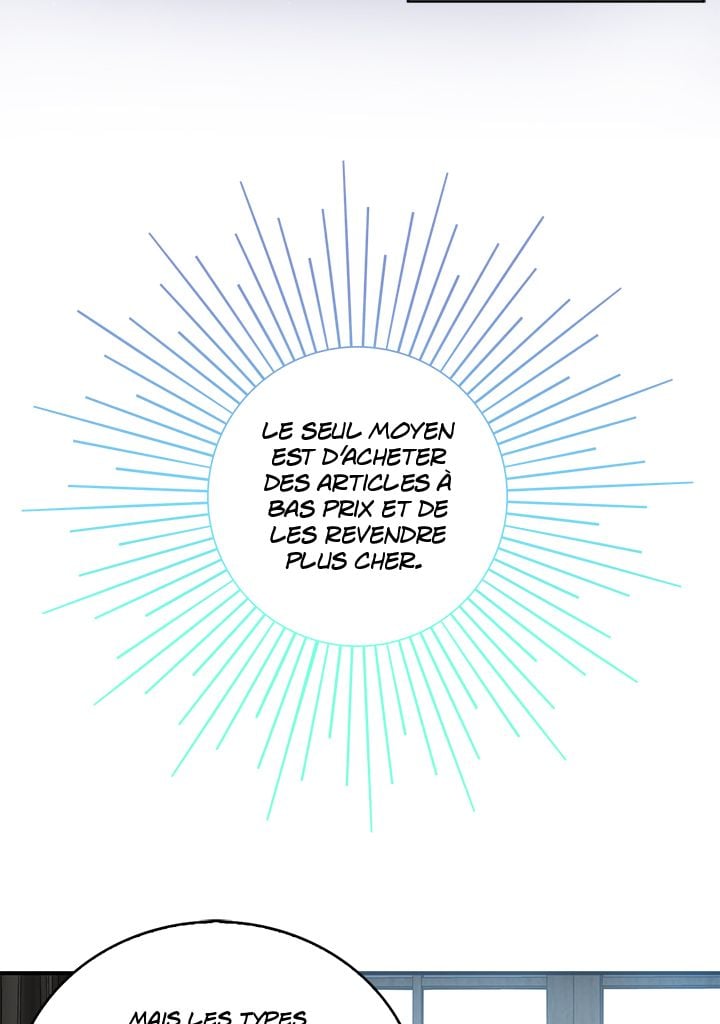 LE SEUL MOYEN
EST D'ACHETER
DES ARTICLES À
BAS PRIX ET DE
LES REVENDRE
PLUS CHER.
MAIS LES TYPES